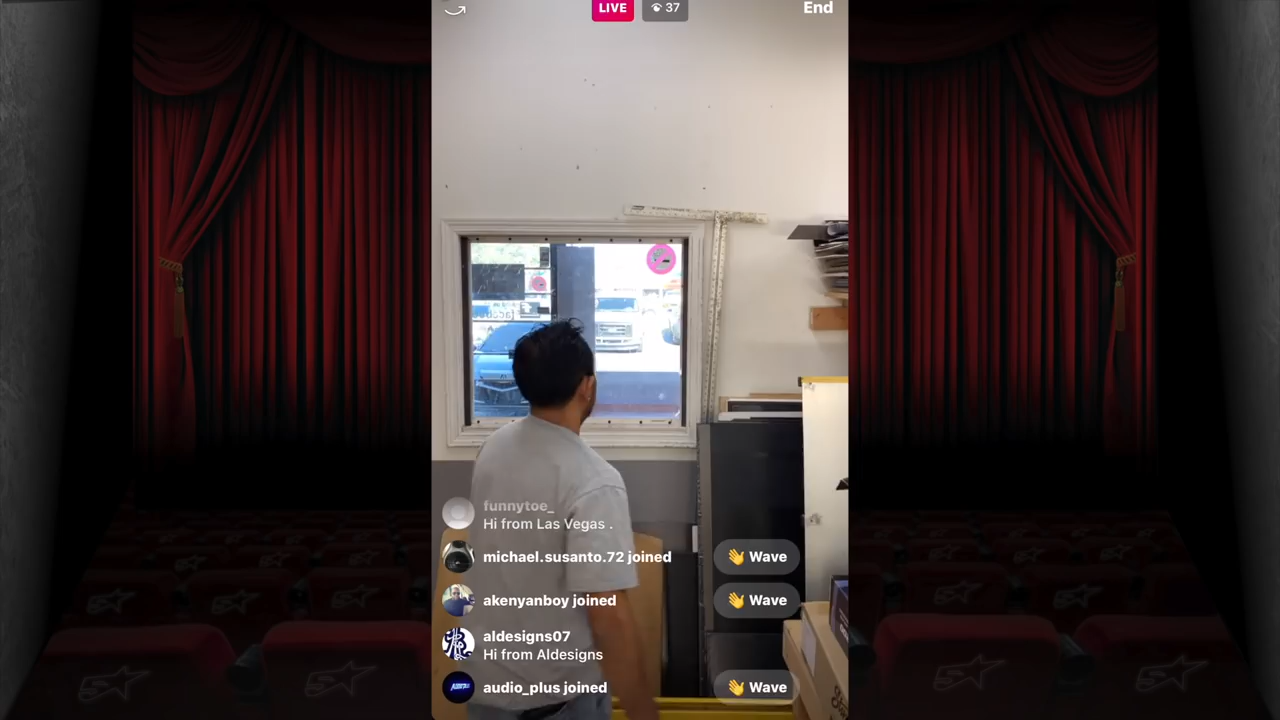 LIVE
37
End
funnytoe_
Hi from Las Vegas .
michael.susanto.72 joined
👋 Wave
akenyanboy joined
👋 Wave
aldesigns07
Hi from Aldesigns
audio_plus joined
👋 Wave